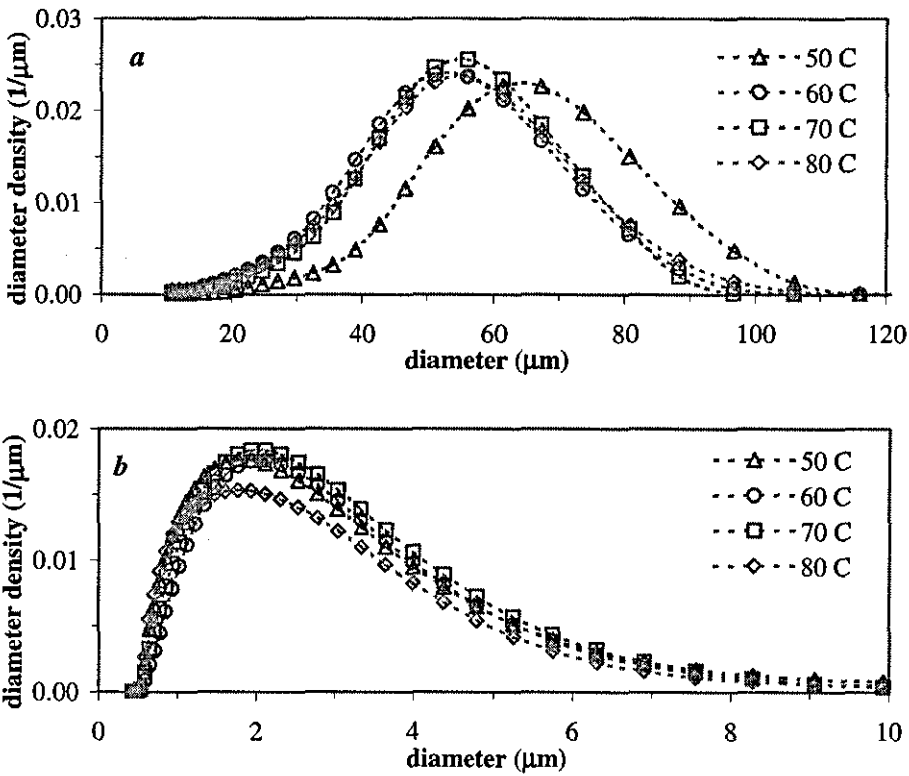 0.03
a
50 C
60 C
70 C
80 C
0.02
0.01
0.00
diameter density (1/μm)
0 20 40 60 80 100 120
diameter (μm)
0.02
b
50 C
60 C
70 C
80 C
0.01
0.00
diameter density (1/μm)
0 2 4 6 8 10
diameter (μm)